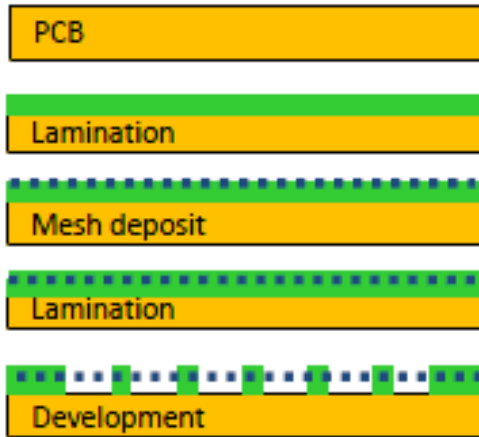 PCB
Lamination
Mesh deposit
Lamination
Development